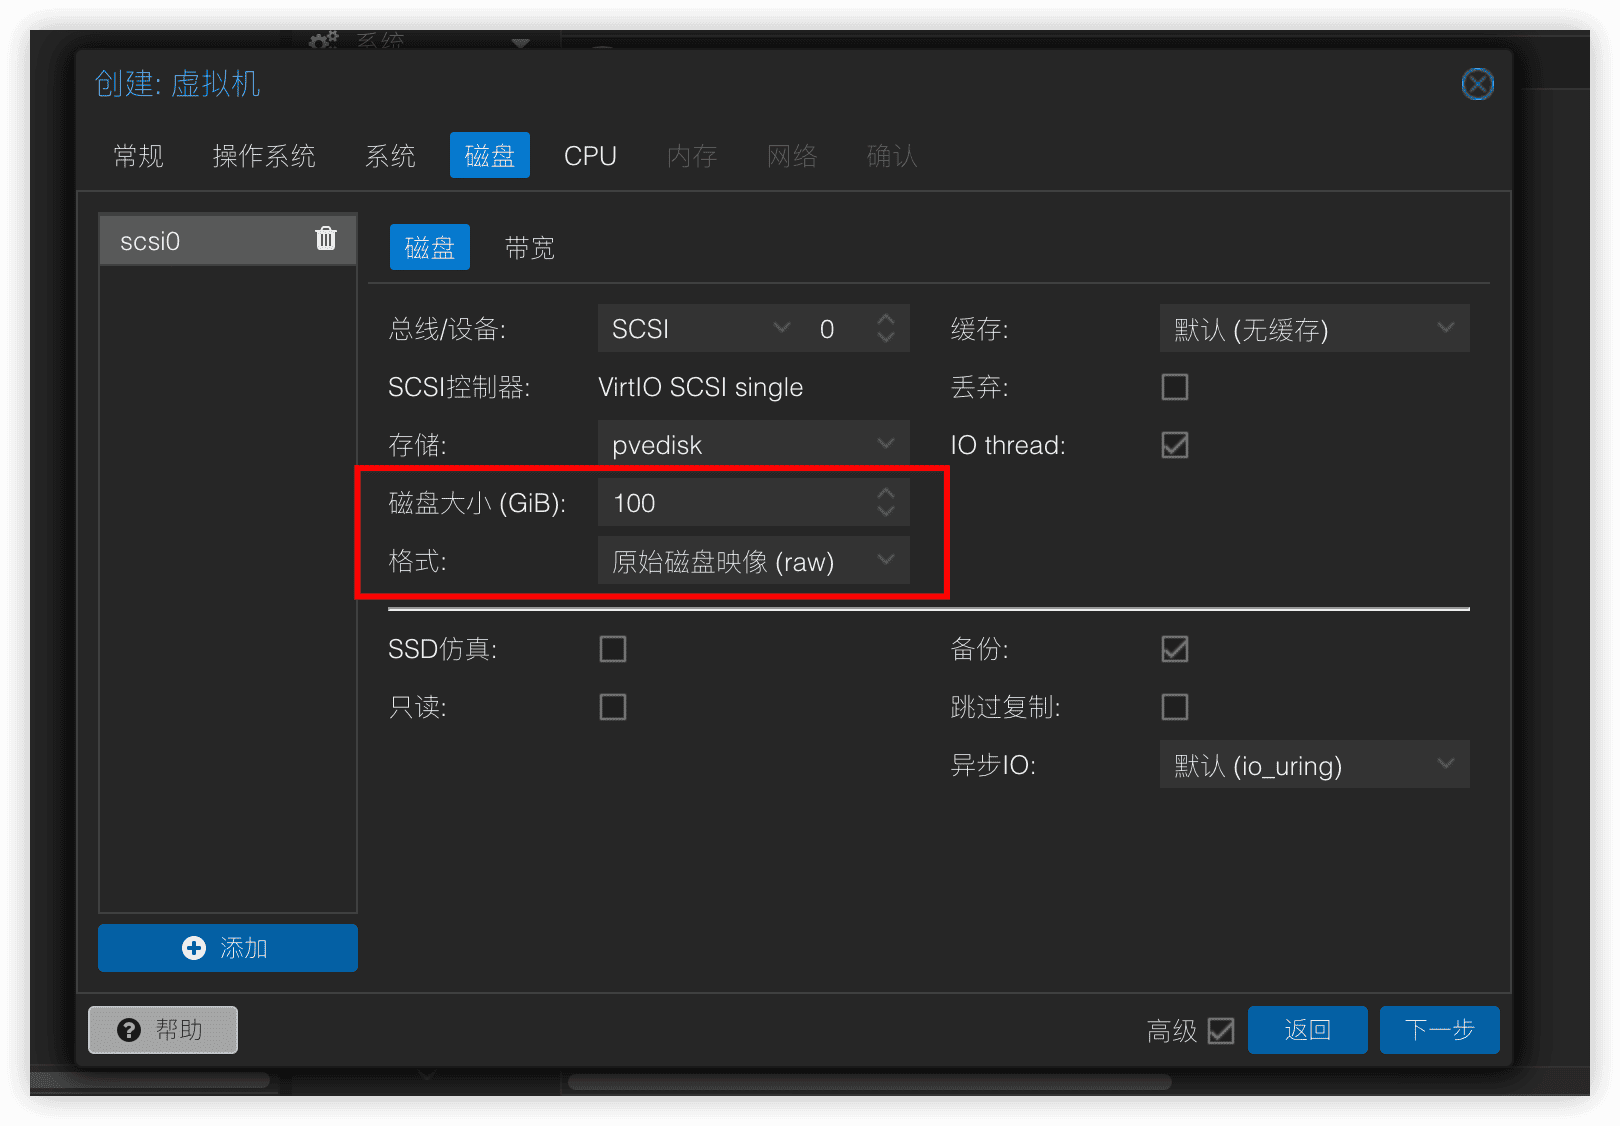 系统
创建: 虚拟机
常规 操作系统 系统 磁盘 CPU 内存 网络 确认
scsi0
磁盘 带宽
总线/设备: SCSI 0 缓存: 默认 (无缓存)
SCSI控制器: VirtIO SCSI single 丢弃:
存储: pvedisk IO thread:
磁盘大小 (GiB): 100
格式: 原始磁盘映像 (raw)
SSD仿真: 备份:
只读: 跳过复制:
异步IO: 默认 (io_uring)
添加
帮助 高级 返回 下一步